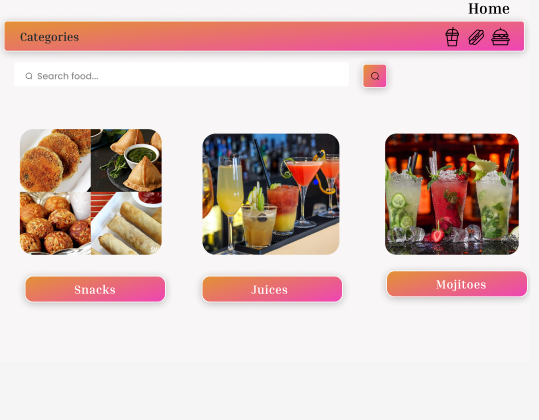 Home
Categories
Search food...
Snacks
Juices
Mojitoes